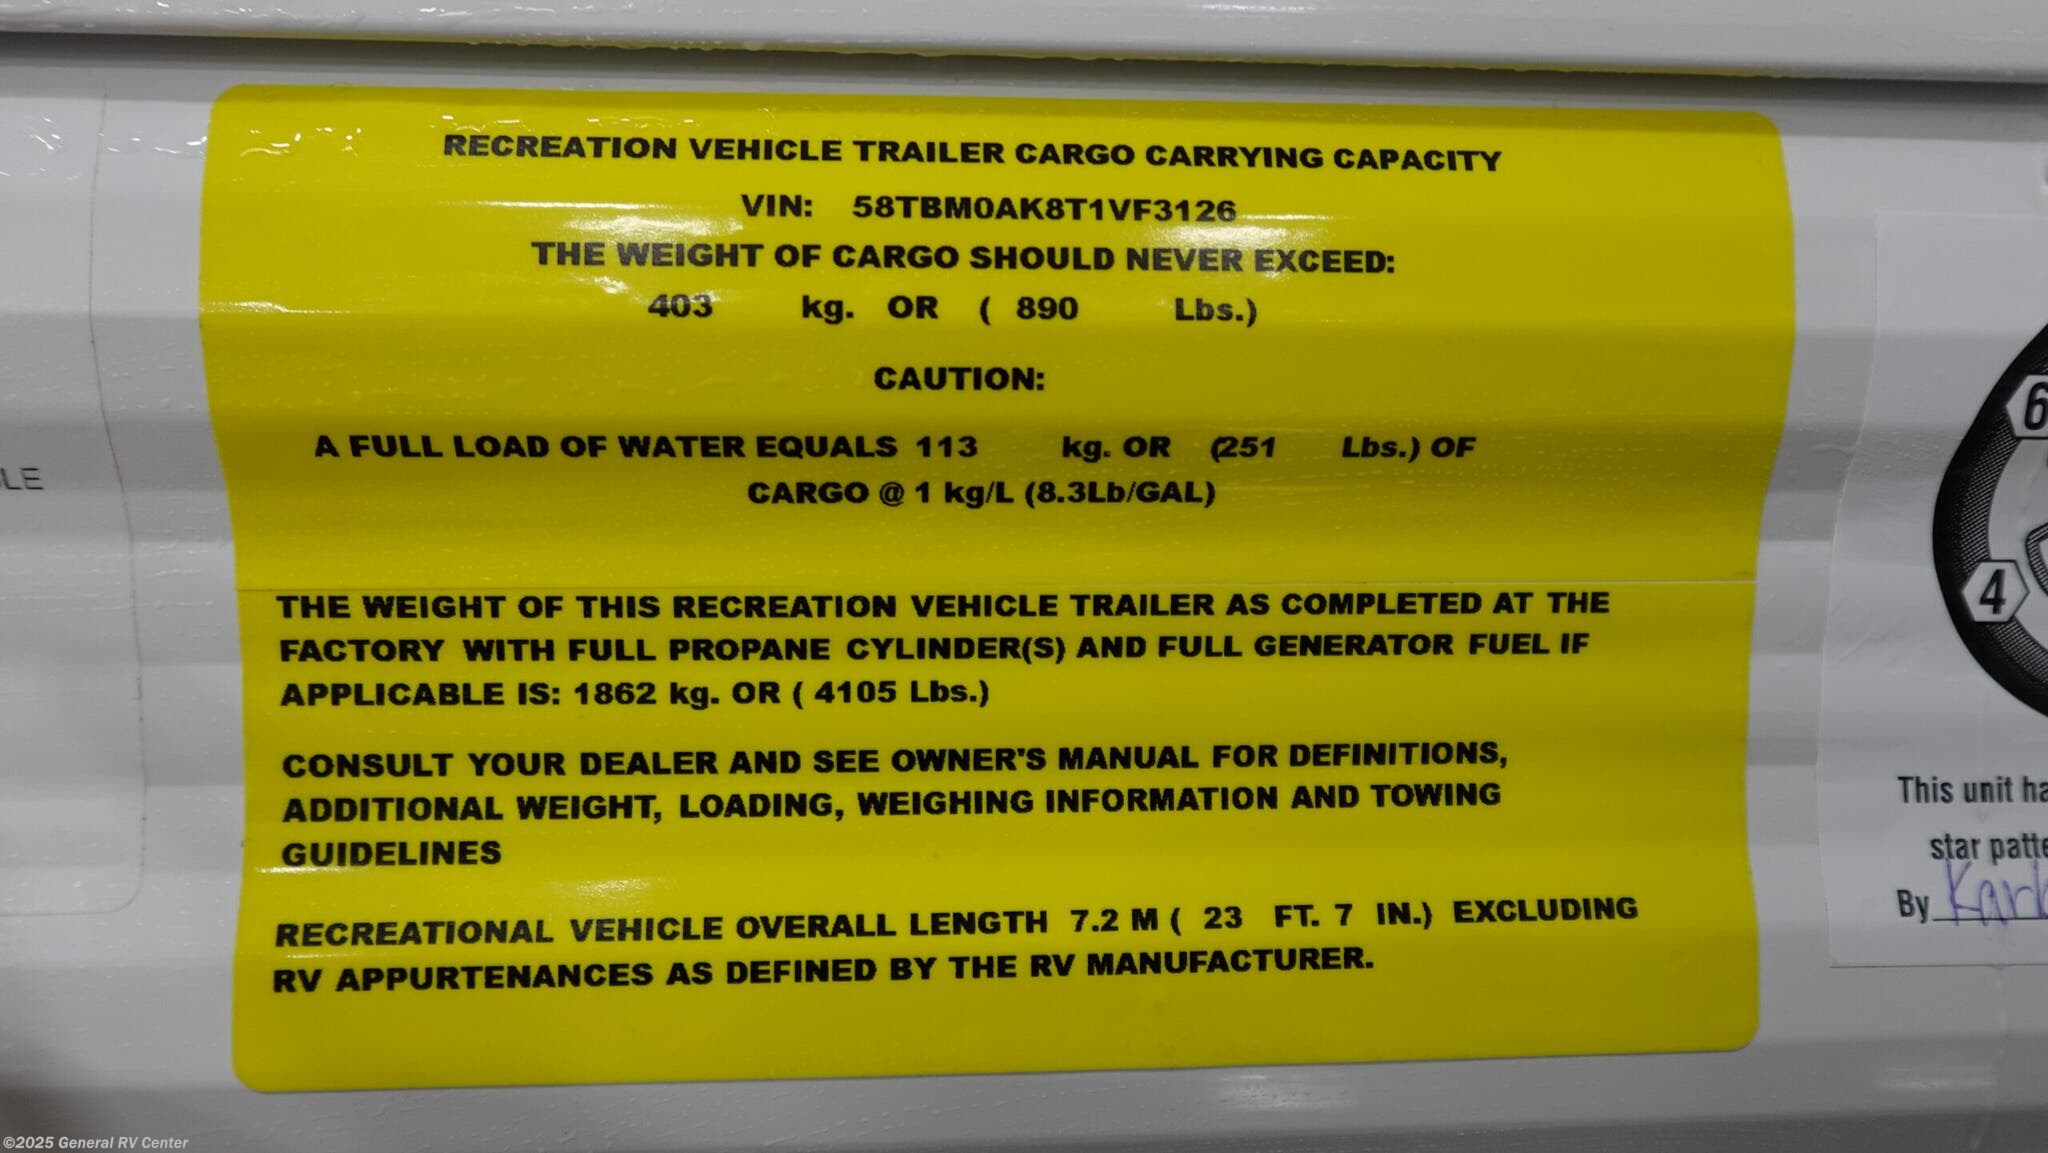 RECREATION VEHICLE TRAILER CARGO CARRYING CAPACITY
VIN: 58TBM0AK8T1VF3126
THE WEIGHT OF CARGO SHOULD NEVER EXCEED:
403 kg. OR ( 890 Lbs.)
CAUTION:
A FULL LOAD OF WATER EQUALS 113 kg. OR (251 Lbs.) OF
CARGO @ 1 kg/L (8.3Lb/GAL)
THE WEIGHT OF THIS RECREATION VEHICLE TRAILER AS COMPLETED AT THE
FACTORY WITH FULL PROPANE CYLINDER(S) AND FULL GENERATOR FUEL IF
APPLICABLE IS: 1862 kg. OR ( 4105 Lbs.)
CONSULT YOUR DEALER AND SEE OWNER'S MANUAL FOR DEFINITIONS,
ADDITIONAL WEIGHT, LOADING, WEIGHING INFORMATION AND TOWING
GUIDELINES
RECREATIONAL VEHICLE OVERALL LENGTH 7.2 M ( 23 FT. 7 IN.) EXCLUDING
RV APPURTENANCES AS DEFINED BY THE RV MANUFACTURER.
LE
6
4
This unit ha
star patte
By
©2025 General RV Center